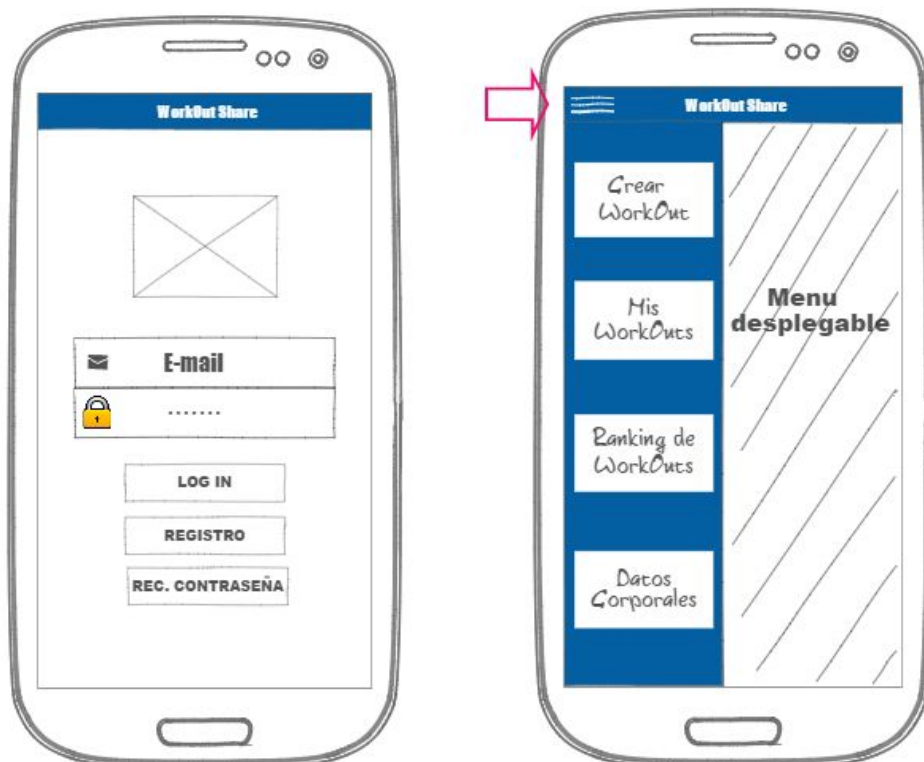 WorkOut Share
E-mail
.......
LOG IN
REGISTRO
REC. CONTRASEÑA
WorkOut Share
Crear
WorkOut
Mis
WorkOuts
Ranking de
WorkOuts
Datos
Corporales
Menu
desplegable